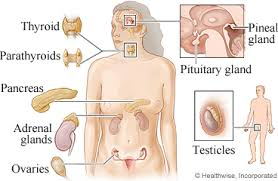 Thyroid
Parathyroids
Pancreas
Adrenal
glands
Ovaries
Pineal
gland
Pituitary gland
Testicles
© Healthwise, Incorporated